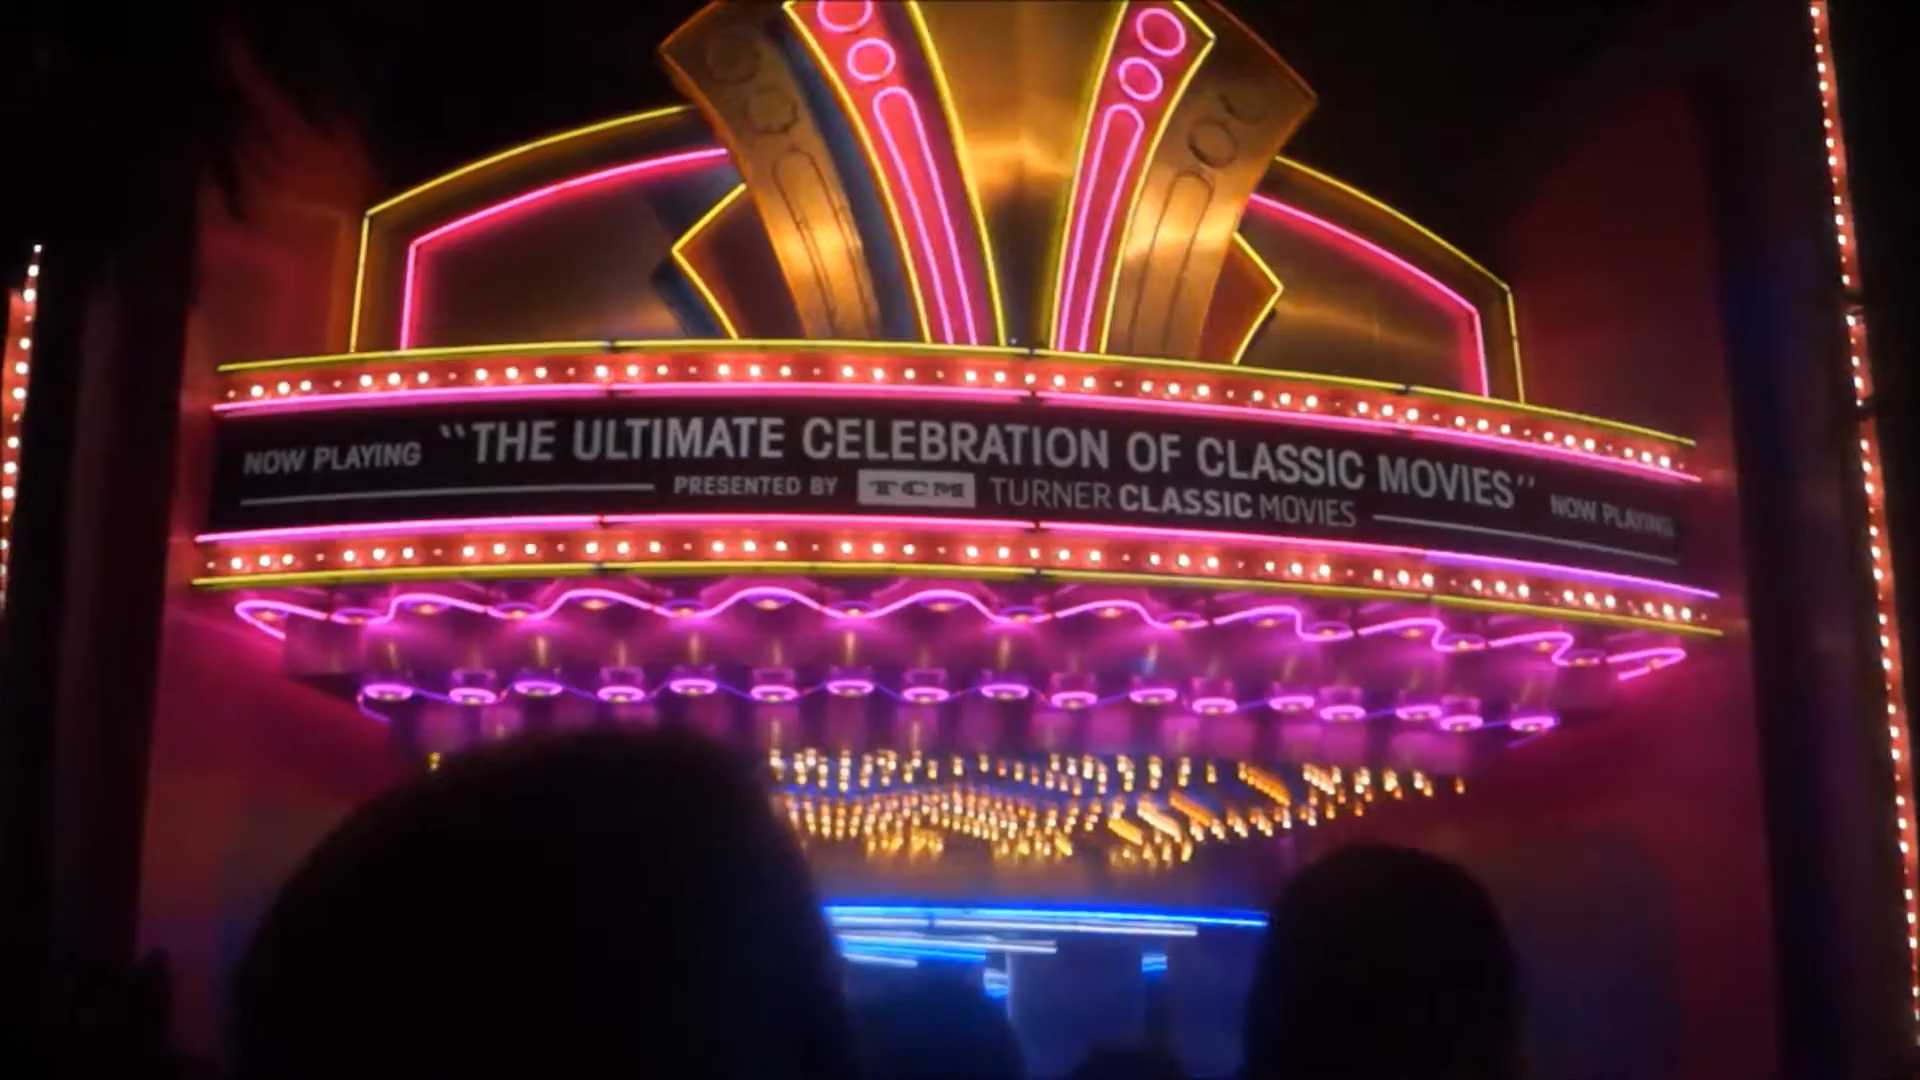 NOW PLAYING "THE ULTIMATE CELEBRATION OF CLASSIC MOVIES" NOW PLAYING
PRESENTED BY TCM TURNER CLASSIC MOVIES